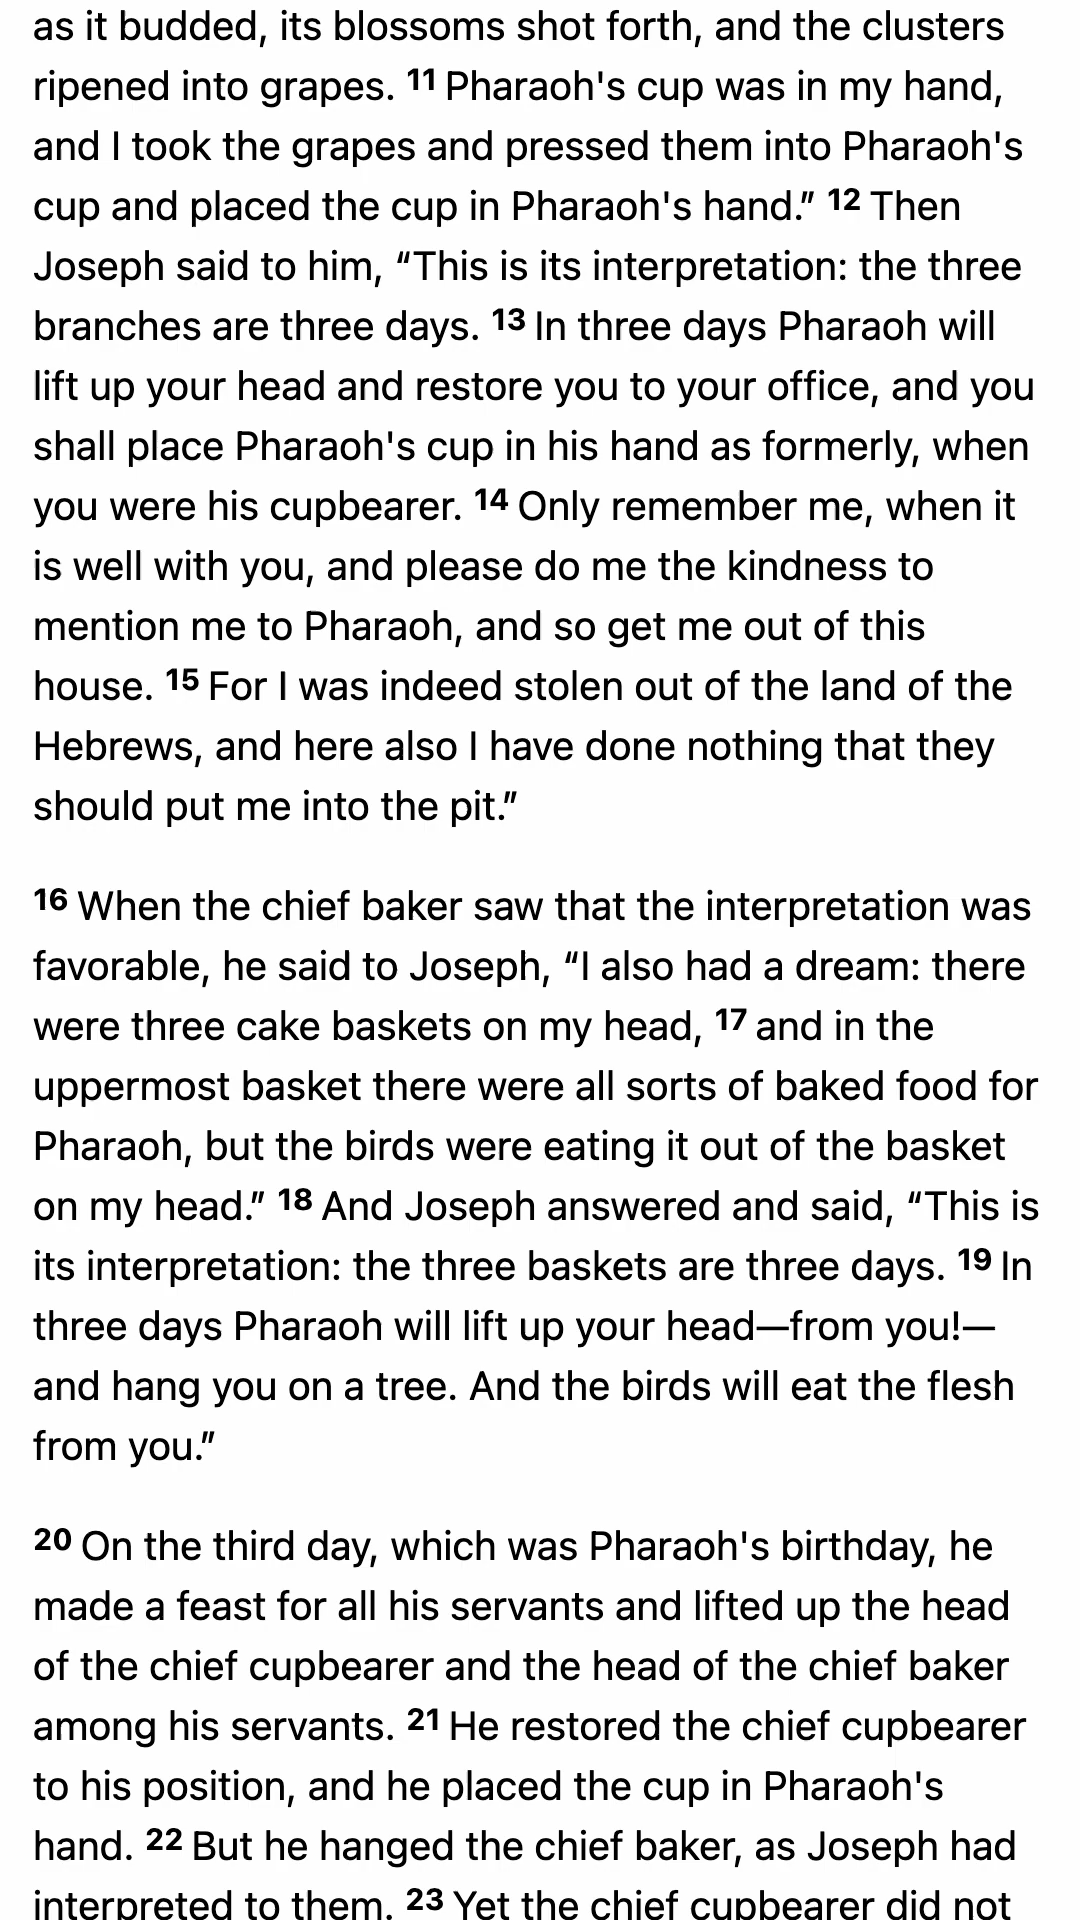 as it budded, its blossoms shot forth, and the clusters
ripened into grapes. 11 Pharaoh's cup was in my hand,
and I took the grapes and pressed them into Pharaoh's
cup and placed the cup in Pharaoh's hand.” 12 Then
Joseph said to him, “This is its interpretation: the three
branches are three days. 13 In three days Pharaoh will
lift up your head and restore you to your office, and you
shall place Pharaoh's cup in his hand as formerly, when
you were his cupbearer. 14 Only remember me, when it
is well with you, and please do me the kindness to
mention me to Pharaoh, and so get me out of this
house. 15 For I was indeed stolen out of the land of the
Hebrews, and here also I have done nothing that they
should put me into the pit.”
16 When the chief baker saw that the interpretation was
favorable, he said to Joseph, “I also had a dream: there
were three cake baskets on my head, 17 and in the
uppermost basket there were all sorts of baked food for
Pharaoh, but the birds were eating it out of the basket
on my head.” 18 And Joseph answered and said, “This is
its interpretation: the three baskets are three days. 19 In
three days Pharaoh will lift up your head—from you!—
and hang you on a tree. And the birds will eat the flesh
from you.”
20 On the third day, which was Pharaoh's birthday, he
made a feast for all his servants and lifted up the head
of the chief cupbearer and the head of the chief baker
among his servants. 21 He restored the chief cupbearer
to his position, and he placed the cup in Pharaoh's
hand. 22 But he hanged the chief baker, as Joseph had
interpreted to them. 23 Yet the chief cupbearer did not